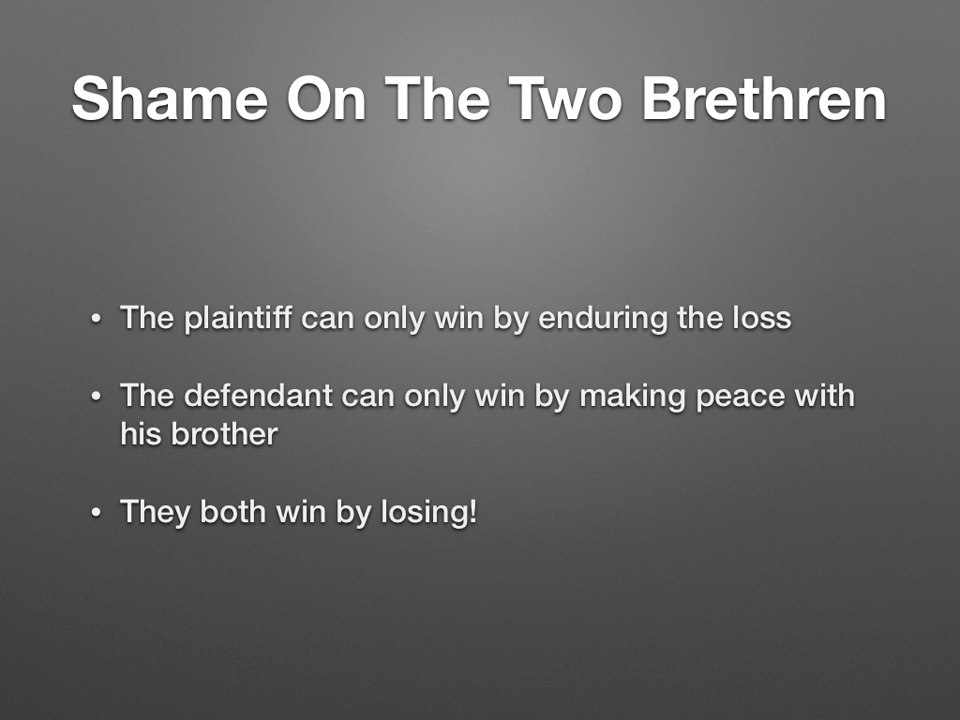 Shame On The Two Brethren
• The plaintiff can only win by enduring the loss
• The defendant can only win by making peace with
his brother
• They both win by losing!